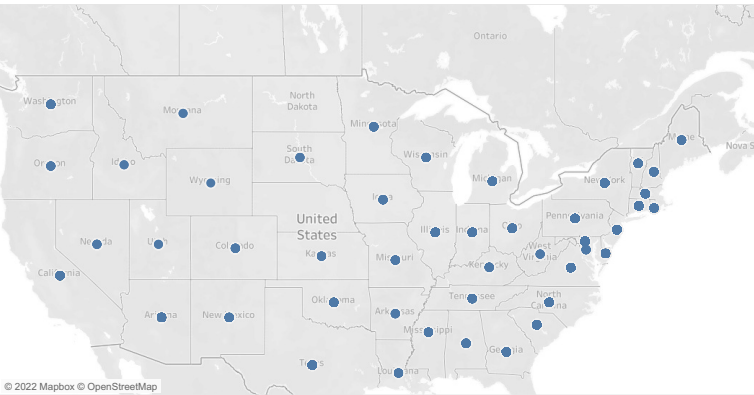 Ontario
Washington
North
Dakota
Montana
Minnesota
Maine
Nova S
South
Dakota
Wisconsin
Oregon
Idaho
Wyoming
Michigan
New York
Iowa
United
States
Pennsylvania
Nevada
Utah
Colorado
Kansas
Missouri
Illinois
Indiana
Ohio
West
Virginia
California
Kentucky
Arizona
New Mexico
Oklahoma
Arkansas
Tennessee
North
Carolina
Mississippi
Georgia
Texas
Louisiana
© 2022 Mapbox © OpenStreetMap